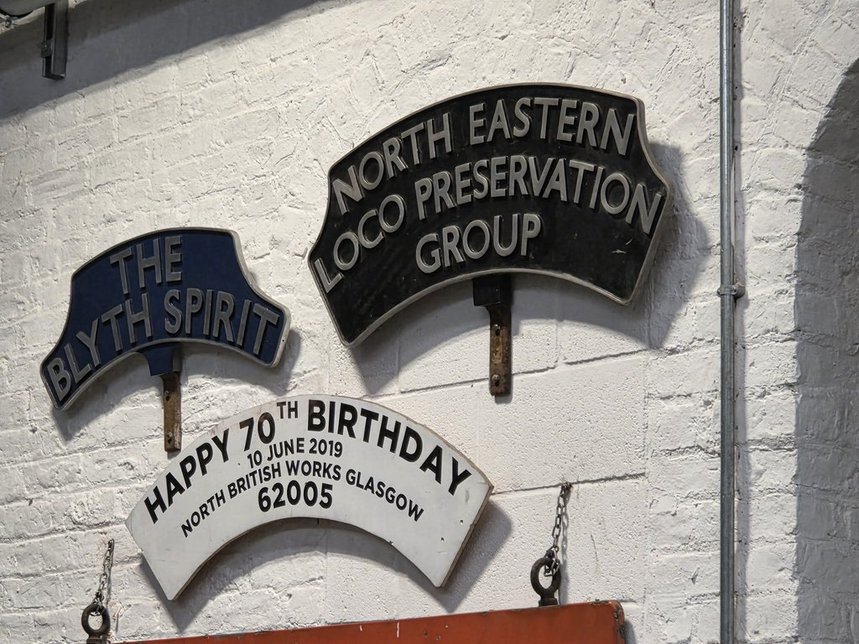 NORTH EASTERN
LOCO PRESERVATION
GROUP
THE
BLYTH SPIRIT
HAPPY 70TH BIRTHDAY
10 JUNE 2019
NORTH BRITISH WORKS GLASGOW
62005